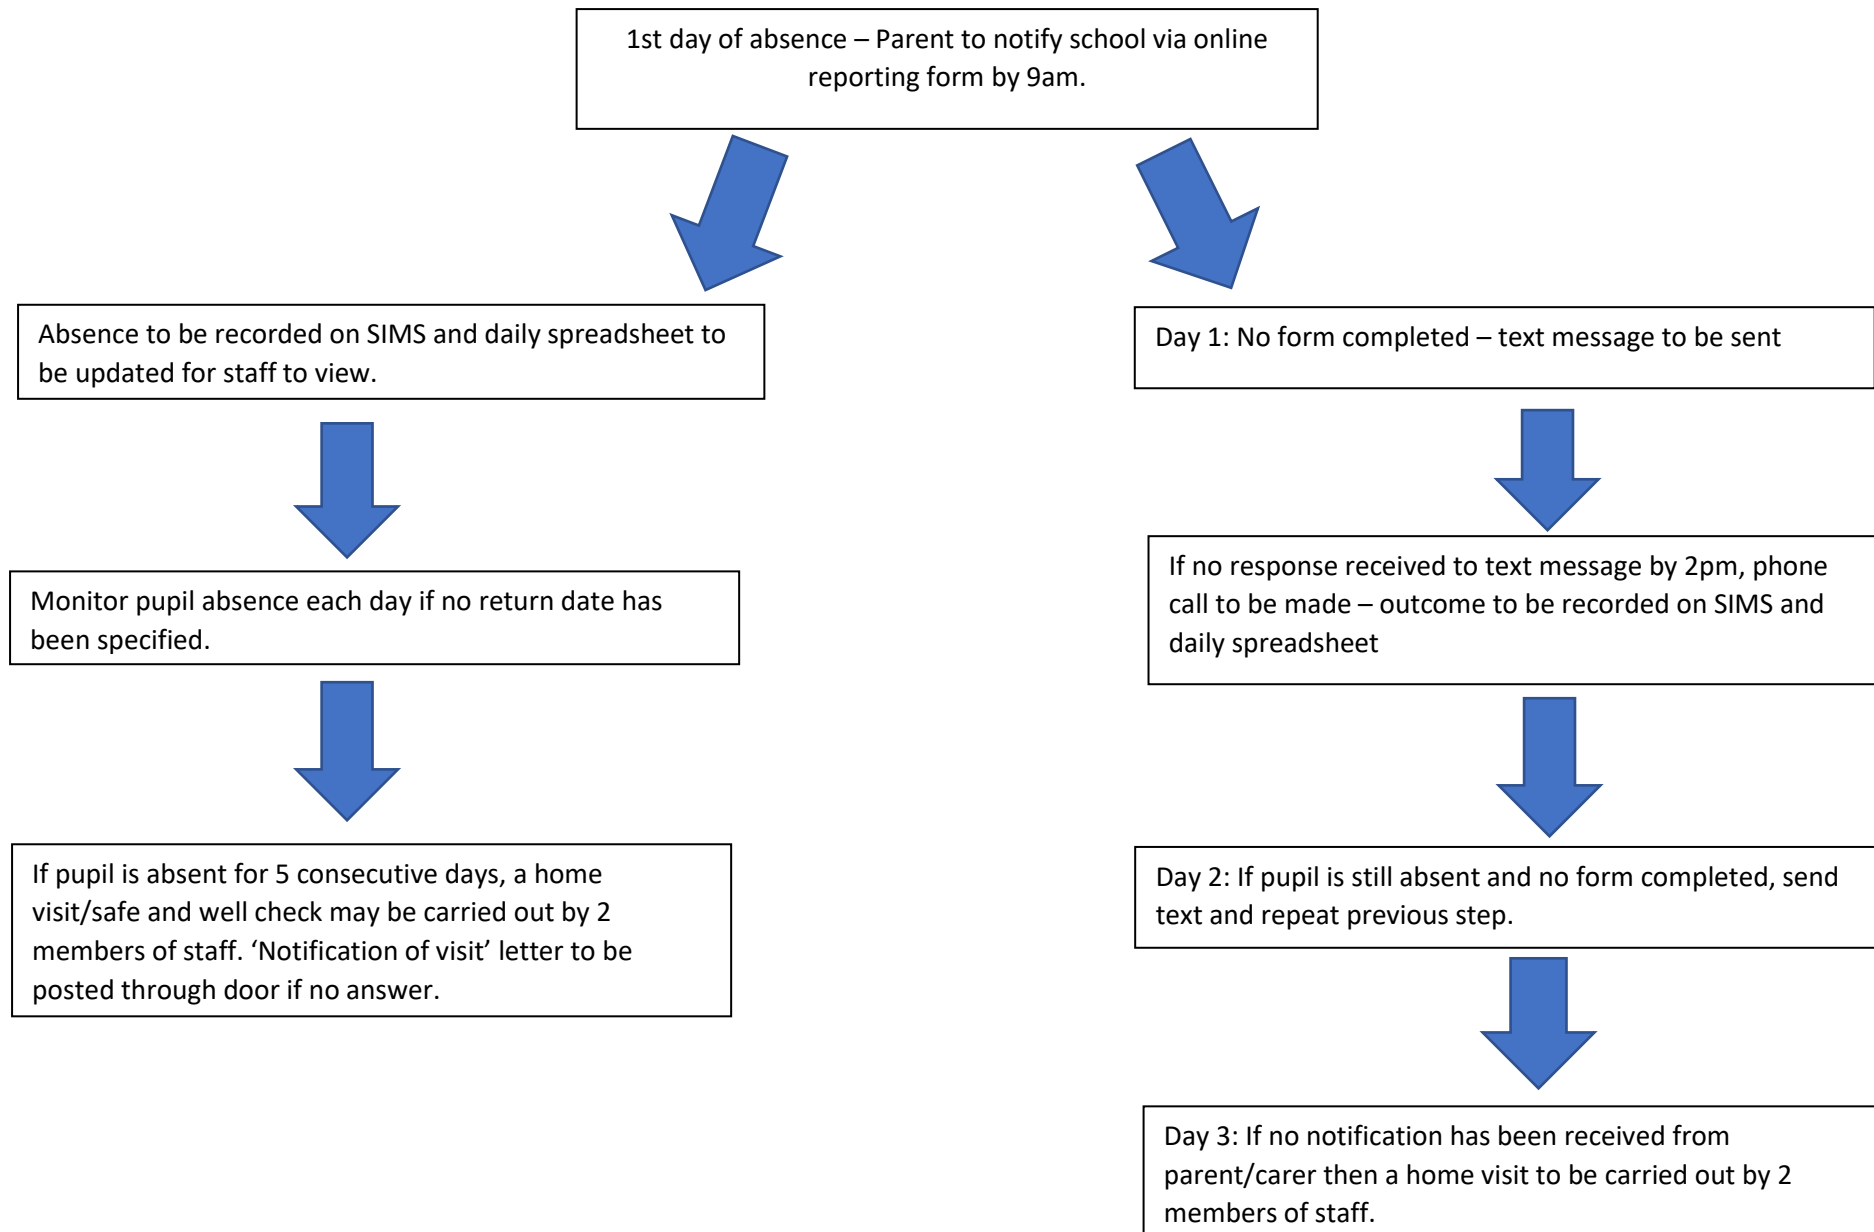 1st day of absence – Parent to notify school via online
reporting form by 9am.
Absence to be recorded on SIMS and daily spreadsheet to
be updated for staff to view.
Monitor pupil absence each day if no return date has
been specified.
If pupil is absent for 5 consecutive days, a home
visit/safe and well check may be carried out by 2
members of staff. ‘Notification of visit’ letter to be
posted through door if no answer.
Day 1: No form completed – text message to be sent
If no response received to text message by 2pm, phone
call to be made – outcome to be recorded on SIMS and
daily spreadsheet
Day 2: If pupil is still absent and no form completed, send
text and repeat previous step.
Day 3: If no notification has been received from
parent/carer then a home visit to be carried out by 2
members of staff.